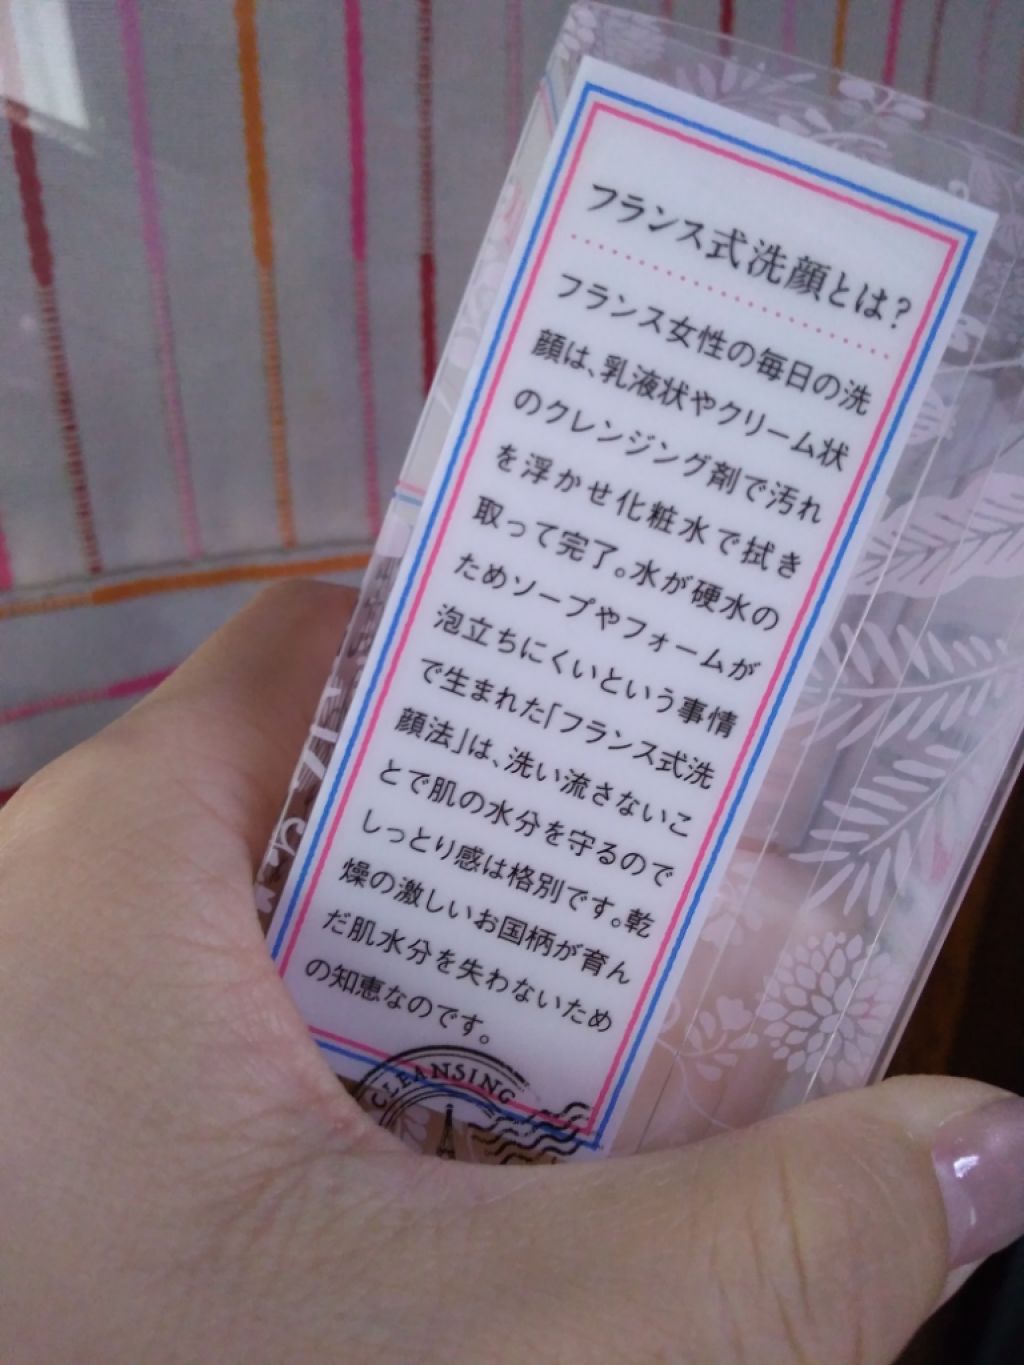 フランス式洗顔とは?
フランス女性の毎日の洗
顔は、乳液状やクリーム状
のクレンジング剤で汚れ
を浮かせ化粧水で拭き
取って完了。水が硬水の
ためソープやフォームが
泡立ちにくいという事情
で生まれた「フランス式洗
顔法」は、洗い流さないこ
とで肌の水分を守るので
しっとり感は格別です。乾
燥の激しいお国柄が育ん
だ肌水分を失わないため
の知恵なのです。
CLEANSING